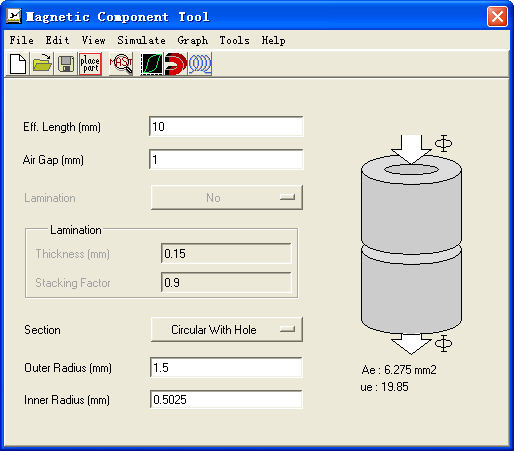 Magnetic Component Tool
File Edit View Simulate Graph Tools Help
place part MAST
Eff. Length (mm) 10
Air Gap (mm) 1
Φ
Lamination No
Lamination
Thickness (mm) 0.15
Stacking Factor 0.9
Section Circular With Hole
Φ
Outer Radius (mm) 1.5
Ae : 6.275 mm2
ue : 19.85
Inner Radius (mm) 0.5025